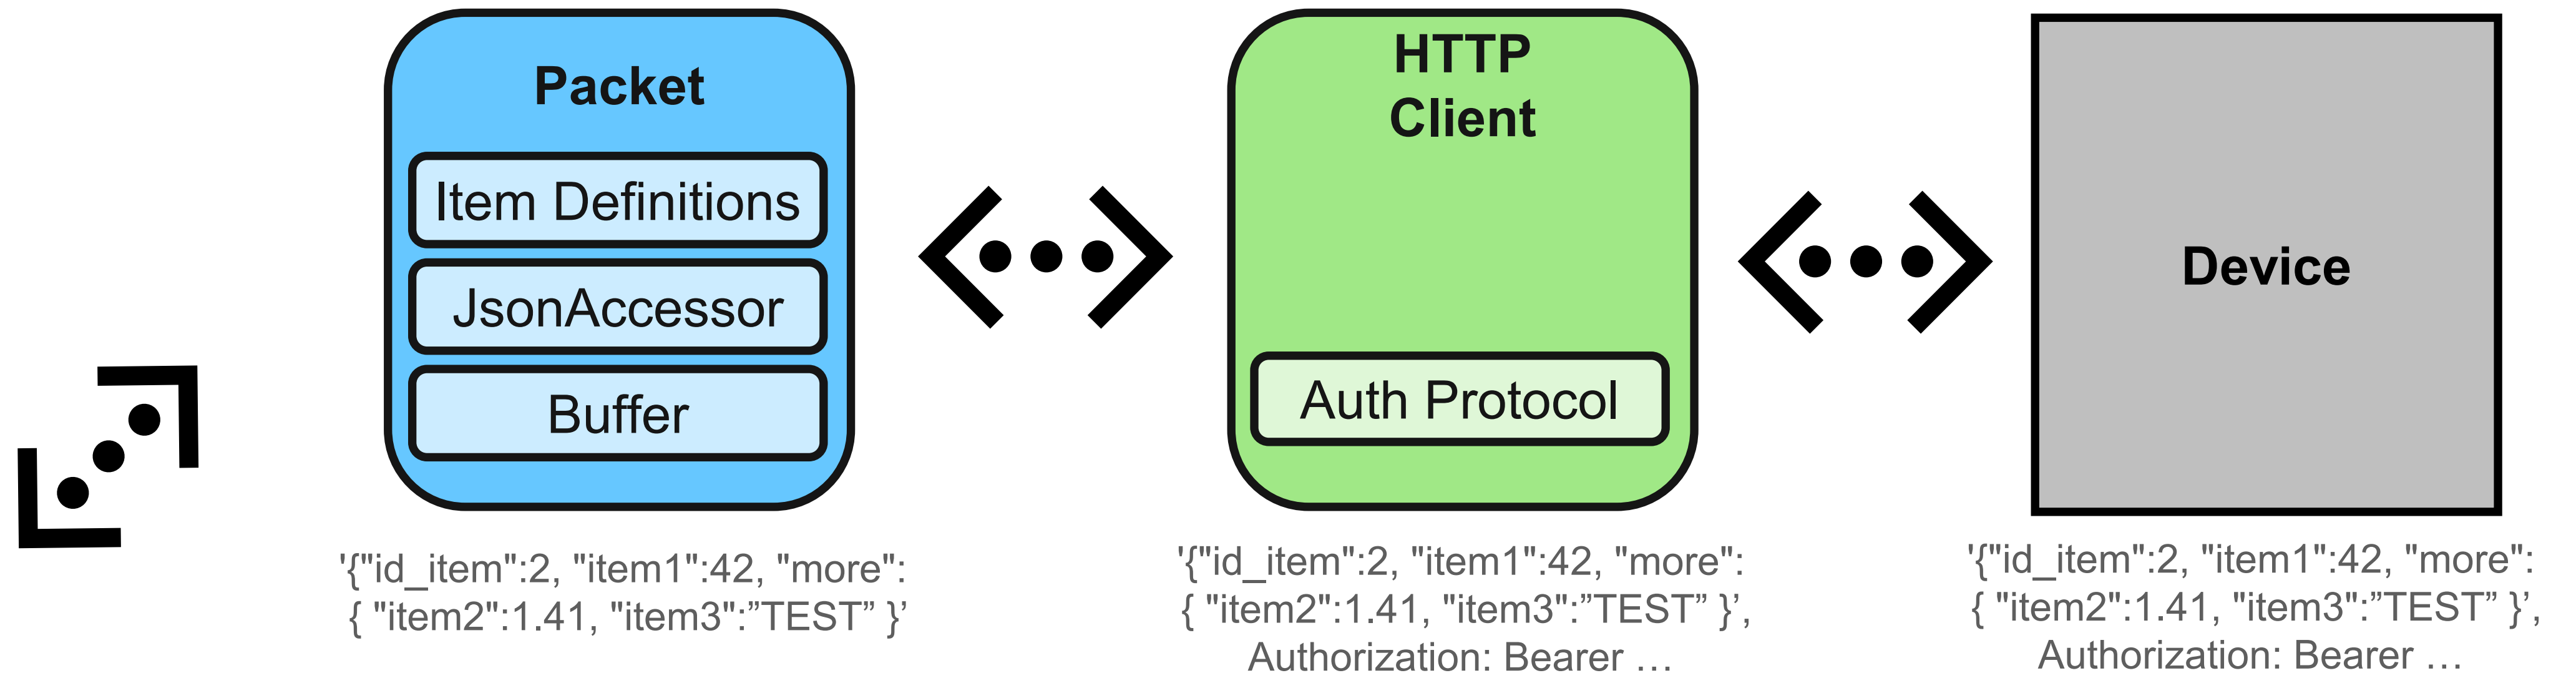 Packet
Item Definitions
JsonAccessor
Buffer
'{"id_item":2, "item1":42, "more":
{ "item2":1.41, "item3":”TEST” }’
HTTP
Client
Auth Protocol
'{"id_item":2, "item1":42, "more":
{ "item2":1.41, "item3":”TEST” }’,
Authorization: Bearer …
Device
'{"id_item":2, "item1":42, "more":
{ "item2":1.41, "item3":”TEST” }’,
Authorization: Bearer …